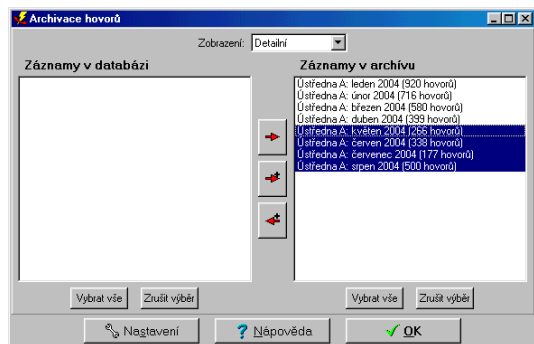 Archivace hovorů
Zobrazení: Detailní
Záznamy v databázi
Záznamy v archívu
Ústředna A: leden 2004 (920 hovorů)
Ústředna A: únor 2004 (716 hovorů)
Ústředna A: březen 2004 (580 hovorů)
Ústředna A: duben 2004 (399 hovorů)
Ústředna A: květen 2004 (266 hovorů)
Ústředna A: červen 2004 (338 hovorů)
Ústředna A: červenec 2004 (177 hovorů)
Ústředna A: srpen 2004 (500 hovorů)
Vybrat vše Zrušit výběr
Vybrat vše Zrušit výběr
Nastavení Nápověda OK